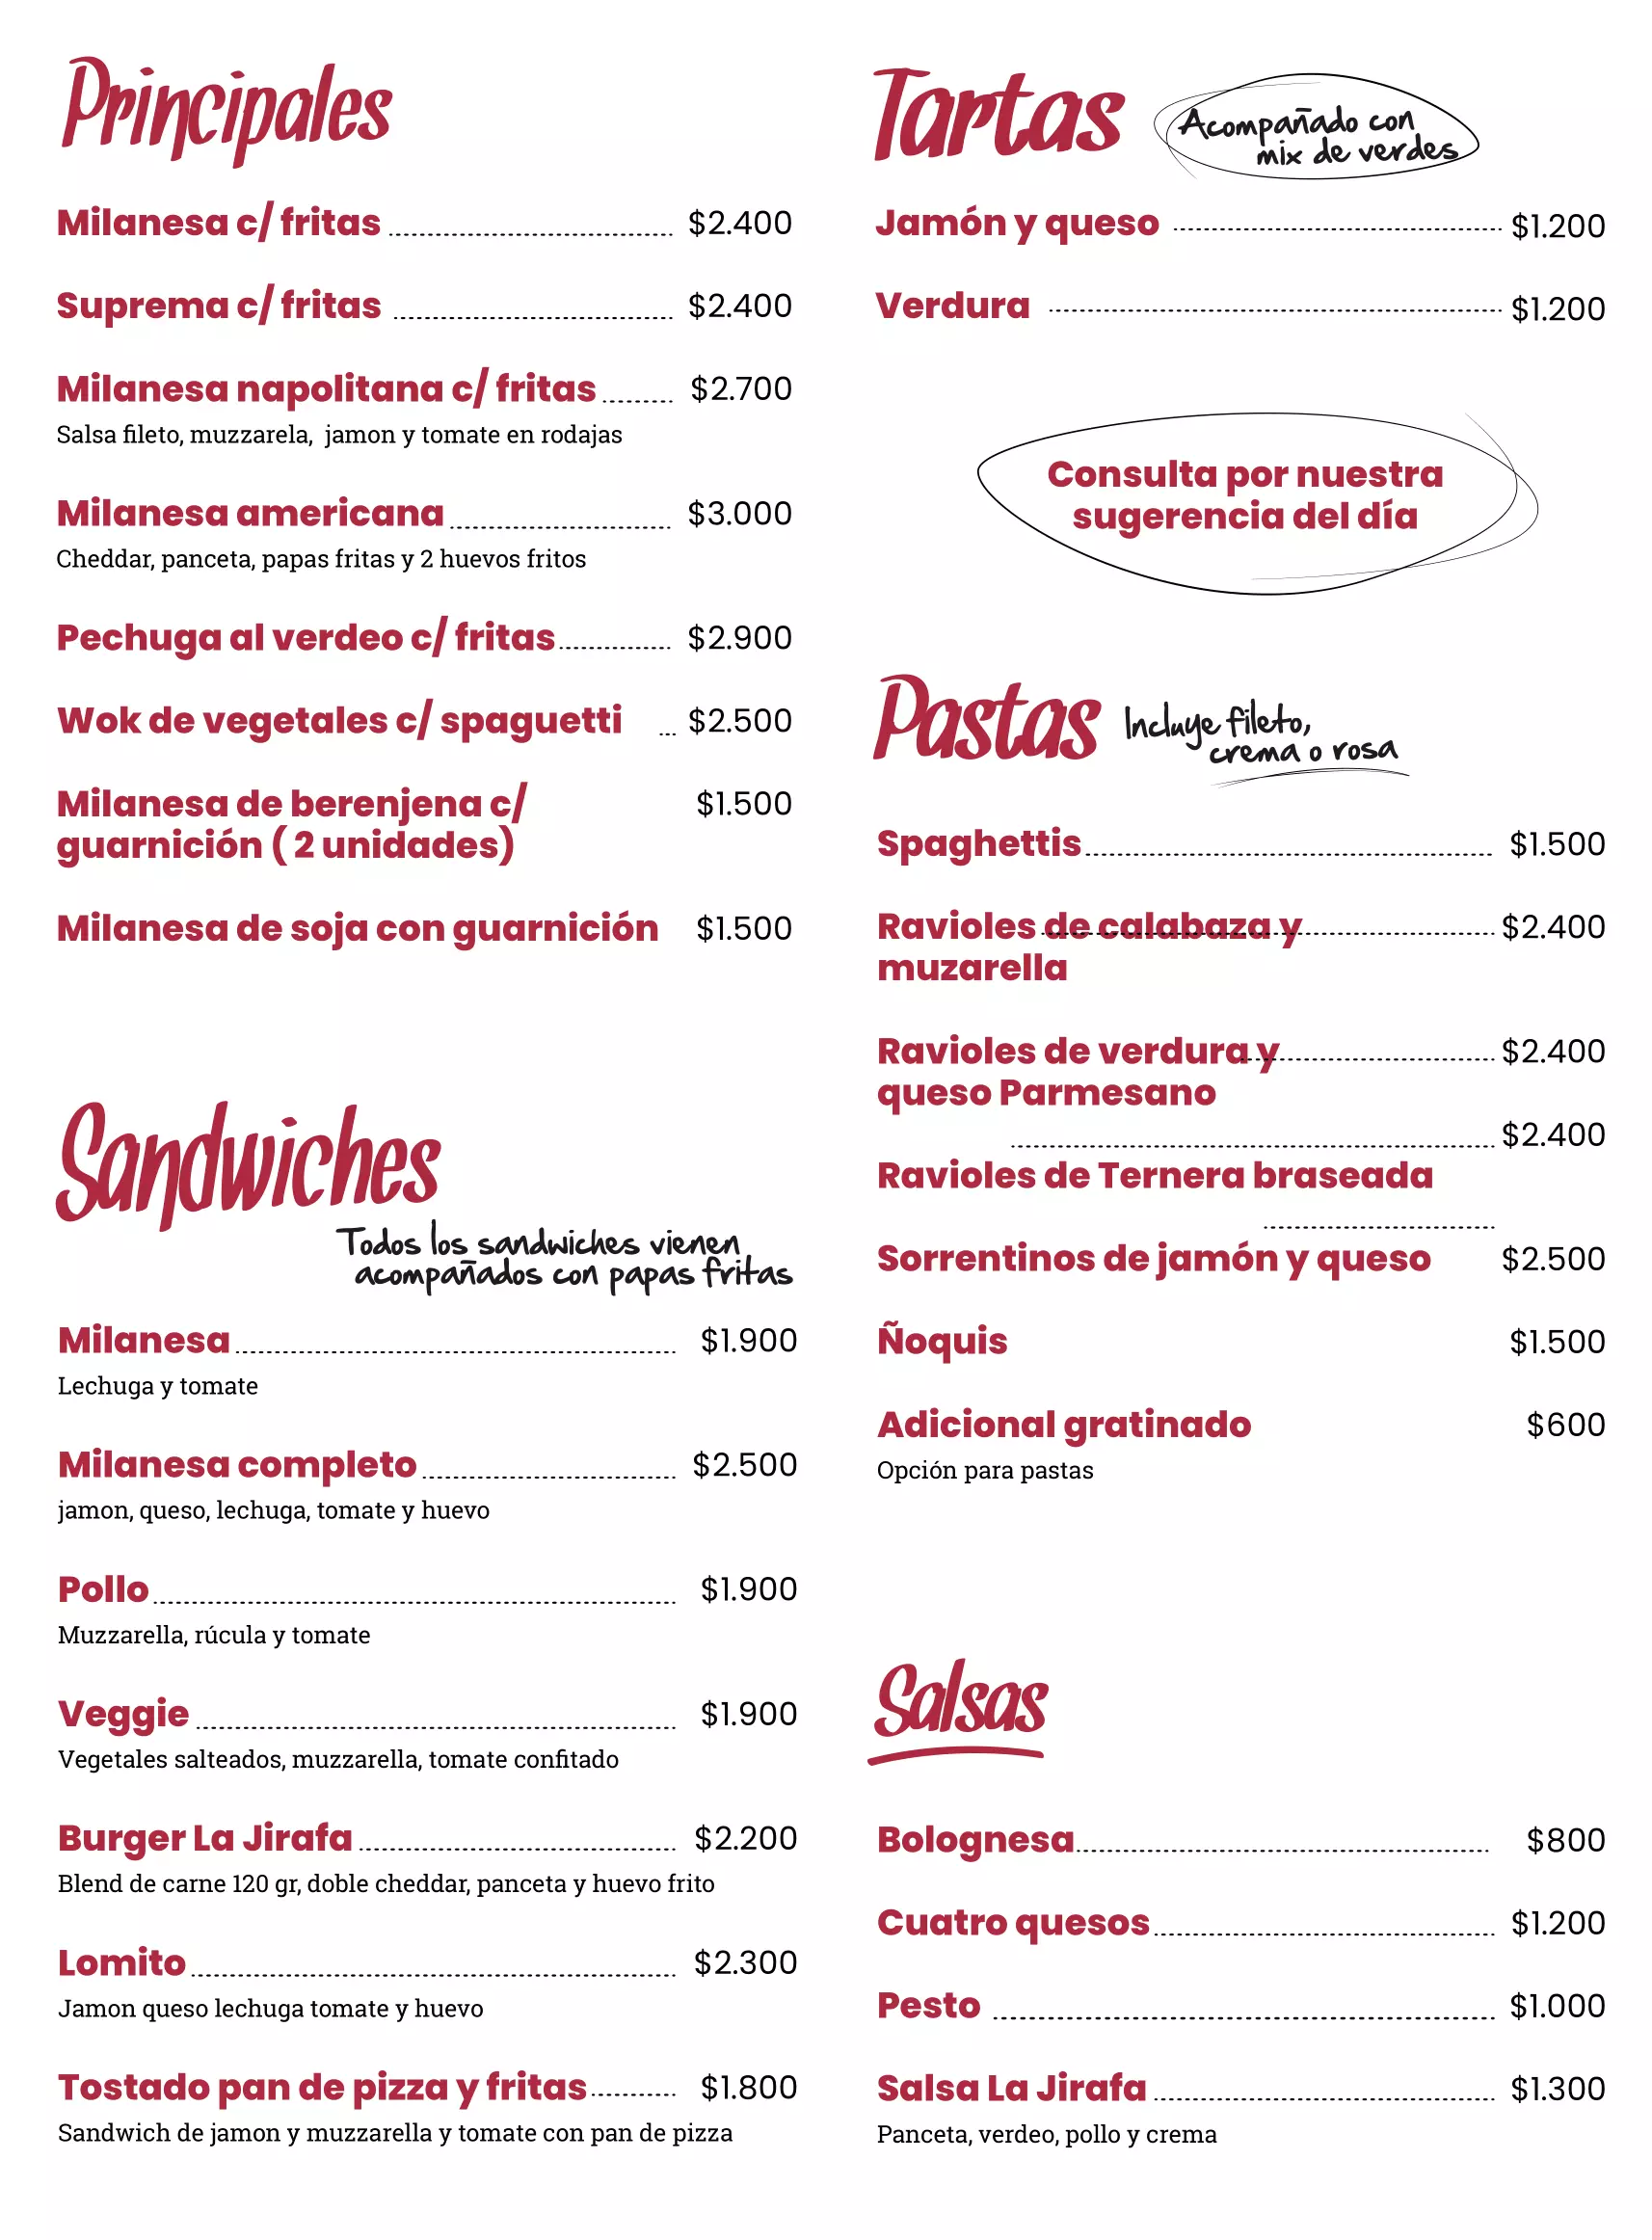 Principales
Milanesa c/ fritas $2.400
Suprema c/ fritas $2.400
Milanesa napolitana c/ fritas $2.700
Salsa fileto, muzzarela, jamon y tomate en rodajas
Milanesa americana $3.000
Cheddar, panceta, papas fritas y 2 huevos fritos
Pechuga al verdeo c/ fritas $2.900
Wok de vegetales c/ spaguetti $2.500
Milanesa de berenjena c/ $1.500
guarnición ( 2 unidades)
Milanesa de soja con guarnición $1.500
Sandwiches
Todos los sandwiches vienen
acompañados con papas fritas
Milanesa $1.900
Lechuga y tomate
Milanesa completo $2.500
jamon, queso, lechuga, tomate y huevo
Pollo $1.900
Muzzarella, rúcula y tomate
Veggie $1.900
Vegetales salteados, muzzarella, tomate confitado
Burger La Jirafa $2.200
Blend de carne 120 gr, doble cheddar, panceta y huevo frito
Lomito $2.300
Jamon queso lechuga tomate y huevo
Tostado pan de pizza y fritas $1.800
Sandwich de jamon y muzzarella y tomate con pan de pizza
Tartas
Acompañado con
mix de verdes
Jamón y queso $1.200
Verdura $1.200
Consulta por nuestra
sugerencia del día
Pastas
Incluye fileto,
crema o rosa
Spaghettis $1.500
Ravioles de calabaza y $2.400
muzarella
Ravioles de verdura y $2.400
queso Parmesano
$2.400
Ravioles de Ternera braseada
Sorrentinos de jamón y queso $2.500
Ñoquis $1.500
Adicional gratinado $600
Opción para pastas
Salsas
Bolognesa $800
Cuatro quesos $1.200
Pesto $1.000
Salsa La Jirafa $1.300
Panceta, verdeo, pollo y crema